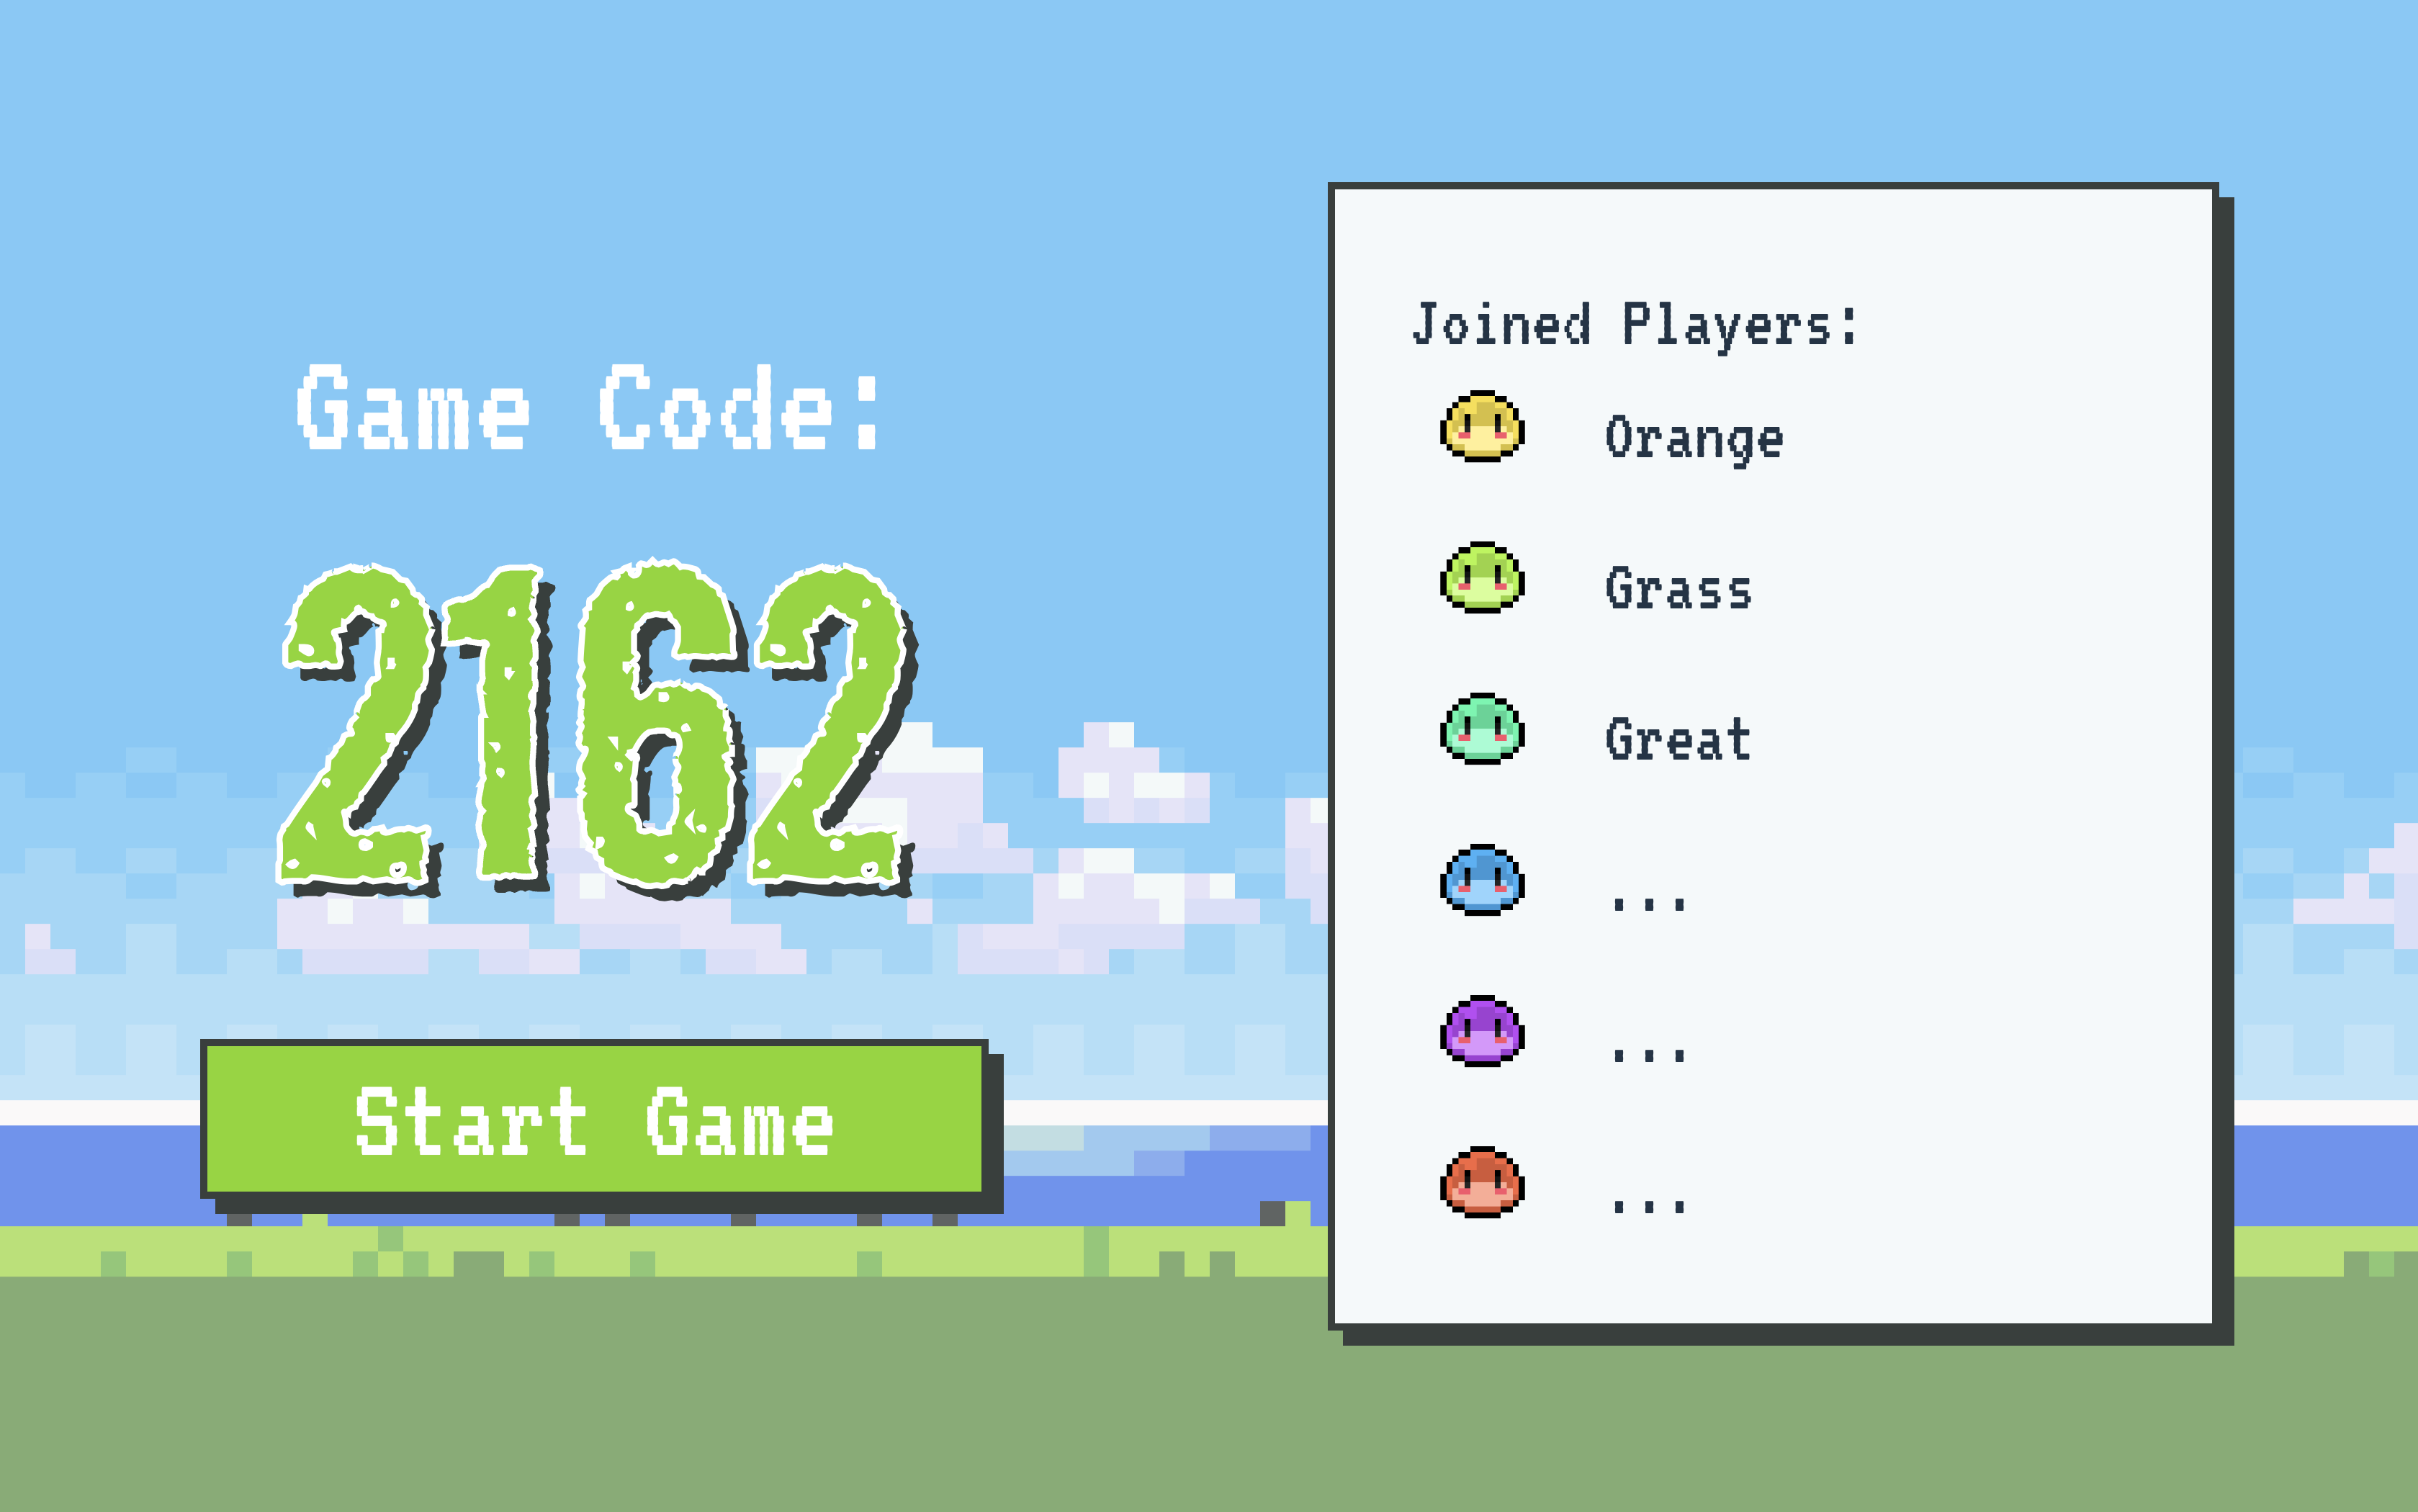 Game Code:
2162
Start Game
Joined Players:
Orange
Grass
Great
...
...
...